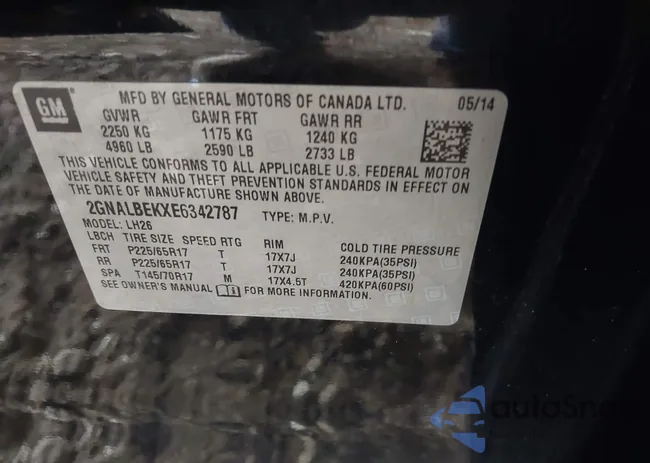 GM
MFD BY GENERAL MOTORS OF CANADA LTD. 05/14
GVWR GAWR FRT GAWR RR
2250 KG 1175 KG 1240 KG
4960 LB 2590 LB 2733 LB
THIS VEHICLE CONFORMS TO ALL APPLICABLE U.S. FEDERAL MOTOR
VEHICLE SAFETY AND THEFT PREVENTION STANDARDS IN EFFECT ON
THE DATE OF MANUFACTURE SHOWN ABOVE.
2GNALBEKXE6342787 TYPE: M.P.V.
MODEL: LH26
LBCH TIRE SIZE SPEED RTG RIM COLD TIRE PRESSURE
FRT P225/65R17 T 17X7J 240KPA(35PSI)
RR P225/65R17 T 17X7J 240KPA(35PSI)
SPA T145/70R17 M 17X4.5T 420KPA(60PSI)
SEE OWNER'S MANUAL FOR MORE INFORMATION.